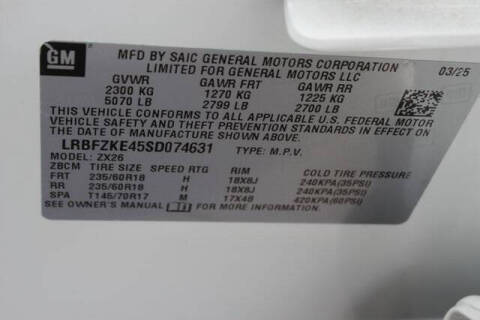 GM
MFD BY SAIC GENERAL MOTORS CORPORATION
LIMITED FOR GENERAL MOTORS LLC
03/25
GVWR GAWR FRT GAWR RR
2300 KG 1270 KG 1225 KG
5070 LB 2799 LB 2700 LB
THIS VEHICLE CONFORMS TO ALL APPLICABLE U.S. FEDERAL MOTOR
VEHICLE SAFETY AND THEFT PREVENTION STANDARDS IN EFFECT ON
THE DATE OF MANUFACTURE SHOWN ABOVE.
LRBFZKE45SD074631 TYPE: M.P.V.
MODEL: ZX26
ZBCM TIRE SIZE SPEED RTG RIM COLD TIRE PRESSURE
FRT 235/60R18 H 18X8J 240KPA(35PSI)
RR 235/60R18 H 18X8J 240KPA(35PSI)
SPA T145/70R17 M 17X4B 420KPA(60PSI)
SEE OWNER'S MANUAL FOR MORE INFORMATION